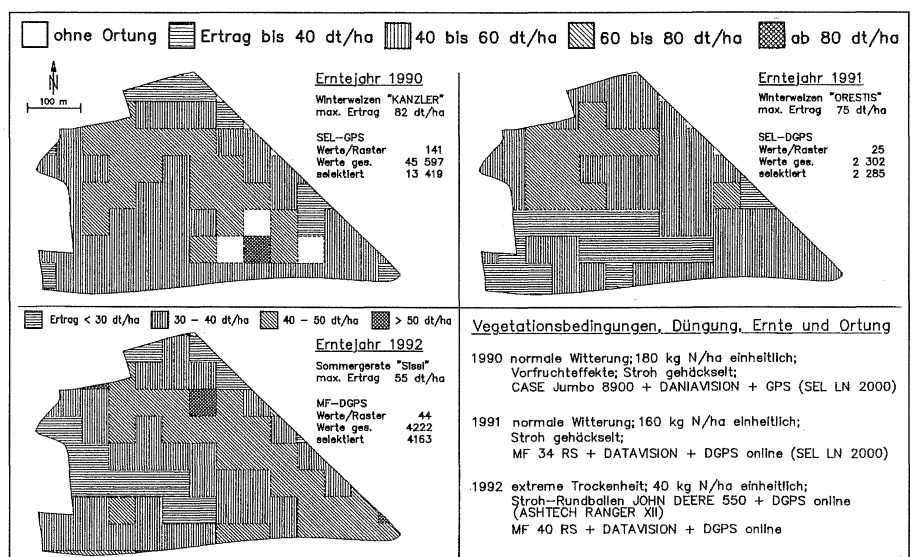 ohne Ortung Ertrag bis 40 dt/ha 40 bis 60 dt/ha 60 bis 80 dt/ha ab 80 dt/ha
N
100 m
Erntejahr 1990
Winterweizen "KANZLER"
max. Ertrag 82 dt/ha
SEL-GPS
Werte/Raster 141
Werte ges. 45 597
selektiert 13 419
Erntejahr 1991
Winterweizen "ORESTIS"
max. Ertrag 75 dt/ha
SEL-DGPS
Werte/Raster 25
Werte ges. 2 302
selektiert 2 285
Ertrag < 30 dt/ha 30 - 40 dt/ha 40 - 50 dt/ha > 50 dt/ha
Erntejahr 1992
Sommergerste "Sissi"
max. Ertrag 55 dt/ha
MF-DGPS
Werte/Raster 44
Werte ges. 4222
selektiert 4163
Vegetationsbedingungen, Düngung, Ernte und Ortung
1990 normale Witterung; 180 kg N/ha einheitlich;
Vorfruchteffekte; Stroh gehäckselt;
CASE Jumbo 8900 + DANIAVISION + GPS (SEL LN 2000)
1991 normale Witterung; 160 kg N/ha einheitlich;
Stroh gehäckselt;
MF 34 RS + DATAVISION + DGPS online (SEL LN 2000)
1992 extreme Trockenheit; 40 kg N/ha einheitlich;
Stroh-Rundballen JOHN DEERE 550 + DGPS online
(ASHTECH RANGER XII)
MF 40 RS + DATAVISION + DGPS online